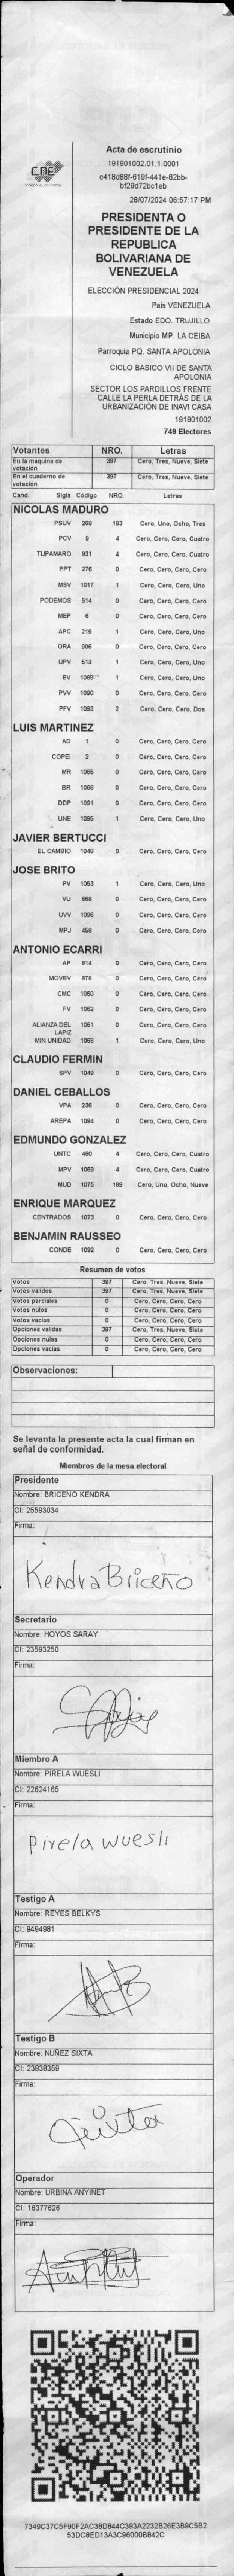 CNE
Acta de escrutinio
191901002.01.1.0001
e418d88f-619f-441e-82bb-
bf29d72bc1eb
28/07/2024 06:57:17 PM
PRESIDENTA O
PRESIDENTE DE LA
REPUBLICA
BOLIVARIANA DE
VENEZUELA
ELECCIÓN PRESIDENCIAL 2024
Pais VENEZUELA
Estado EDO. TRUJILLO
Municipio MP. LA CEIBA
Parroquia PQ. SANTA APOLONIA
CICLO BASICO VII DE SANTA
APOLONIA
SECTOR LOS PARDILLOS FRENTE
CALLE LA PERLA DETRÁS DE LA
URBANIZACIÓN DE INAVI CASA
191901002
749 Electores
Votantes NRO. Letras
En la máquina de votación 397 Cero, Tres, Nueve, Siete
En el cuaderno de votación 397 Cero, Tres, Nueve, Siete
Cand. Sigla Código NRO. Letras
NICOLAS MADURO
PSUV 269 183 Cero, Uno, Ocho, Tres
PCV 9 4 Cero, Cero, Cero, Cuatro
TUPAMARO 931 4 Cero, Cero, Cero, Cuatro
PPT 276 0 Cero, Cero, Cero, Cero
MSV 1017 1 Cero, Cero, Cero, Uno
PODEMOS 514 0 Cero, Cero, Cero, Cero
MEP 6 0 Cero, Cero, Cero, Cero
APC 219 1 Cero, Cero, Cero, Uno
ORA 906 0 Cero, Cero, Cero, Cero
UPV 513 1 Cero, Cero, Cero, Uno
EV 1089 1 Cero, Cero, Cero, Uno
PVV 1090 0 Cero, Cero, Cero, Cero
PFV 1093 2 Cero, Cero, Cero, Dos
LUIS MARTINEZ
AD 1 0 Cero, Cero, Cero, Cero
COPEI 2 0 Cero, Cero, Cero, Cero
MR 1065 0 Cero, Cero, Cero, Cero
BR 1066 0 Cero, Cero, Cero, Cero
DDP 1091 0 Cero, Cero, Cero, Cero
UNE 1095 1 Cero, Cero, Cero, Uno
JAVIER BERTUCCI
EL CAMBIO 1048 0 Cero, Cero, Cero, Cero
JOSE BRITO
PV 1053 1 Cero, Cero, Cero, Uno
VU 868 0 Cero, Cero, Cero, Cero
UVV 1096 0 Cero, Cero, Cero, Cero
MPJ 458 0 Cero, Cero, Cero, Cero
ANTONIO ECARRI
AP 814 0 Cero, Cero, Cero, Cero
MOVEV 878 0 Cero, Cero, Cero, Cero
CMC 1050 0 Cero, Cero, Cero, Cero
FV 1062 0 Cero, Cero, Cero, Cero
ALIANZA DEL LAPIZ 1051 0 Cero, Cero, Cero, Cero
MIN UNIDAD 1068 1 Cero, Cero, Cero, Uno
CLAUDIO FERMIN
SPV 1049 0 Cero, Cero, Cero, Cero
DANIEL CEBALLOS
VPA 236 0 Cero, Cero, Cero, Cero
AREPA 1094 0 Cero, Cero, Cero, Cero
EDMUNDO GONZALEZ
UNTC 460 4 Cero, Cero, Cero, Cuatro
MPV 1069 4 Cero, Cero, Cero, Cuatro
MUD 1075 189 Cero, Uno, Ocho, Nueve
ENRIQUE MARQUEZ
CENTRADOS 1073 0 Cero, Cero, Cero, Cero
BENJAMIN RAUSSEO
CONDE 1092 0 Cero, Cero, Cero, Cero
Resumen de votos
Votos 397 Cero, Tres, Nueve, Siete
Votos validos 397 Cero, Tres, Nueve, Siete
Votos parciales 0 Cero, Cero, Cero, Cero
Votos nulos 0 Cero, Cero, Cero, Cero
Votos vacios 0 Cero, Cero, Cero, Cero
Opciones validas 397 Cero, Tres, Nueve, Siete
Opciones nulas 0 Cero, Cero, Cero, Cero
Opciones vacias 0 Cero, Cero, Cero, Cero
Observaciones:
Se levanta la presente acta la cual firman en
señal de conformidad.
Miembros de la mesa electoral
Presidente
Nombre: BRICEÑO KENDRA
CI: 25593034
Firma:
Kendra Briceño
Secretario
Nombre: HOYOS SARAY
CI: 23593250
Firma:
Miembro A
Nombre: PIRELA WUESLI
CI: 22624165
Firma:
Pirela Wuesli
Testigo A
Nombre: REYES BELKYS
CI: 9494981
Firma:
Testigo B
Nombre: NUÑEZ SIXTA
CI: 23838359
Firma:
Operador
Nombre: URBINA ANYINET
CI: 16377626
Firma:
7349C37C5F90F2AC38D844C393A2232B26E3B9C5B2
53DC8ED13A3C96000B842C